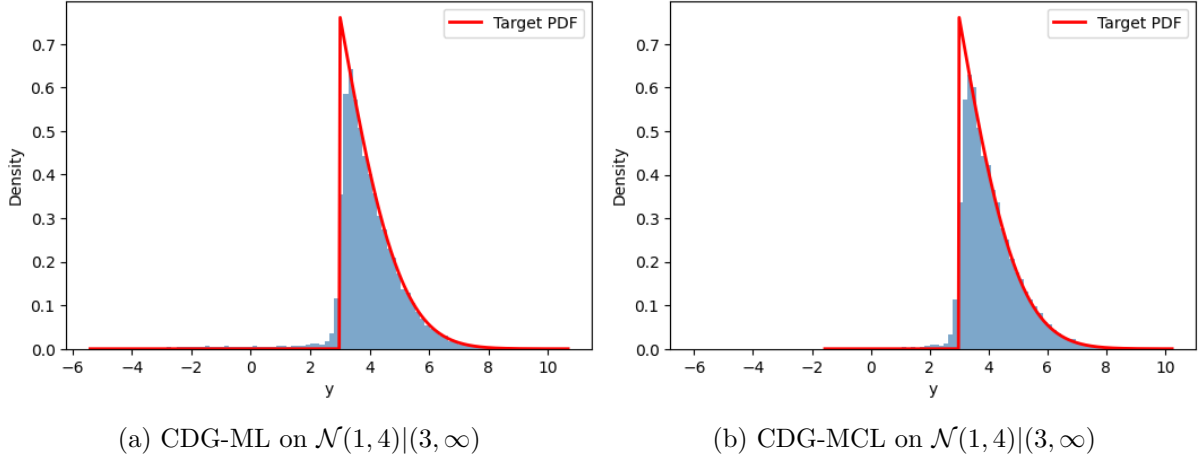 Target PDF
0.7
0.6
0.5
0.4
0.3
0.2
0.1
0.0
Density
−6 −4 −2 0 2 4 6 8 10
y
(a) CDG-ML on 𝒩(1, 4)|(3, ∞)
Target PDF
0.7
0.6
0.5
0.4
0.3
0.2
0.1
0.0
Density
−6 −4 −2 0 2 4 6 8 10
y
(b) CDG-MCL on 𝒩(1, 4)|(3, ∞)